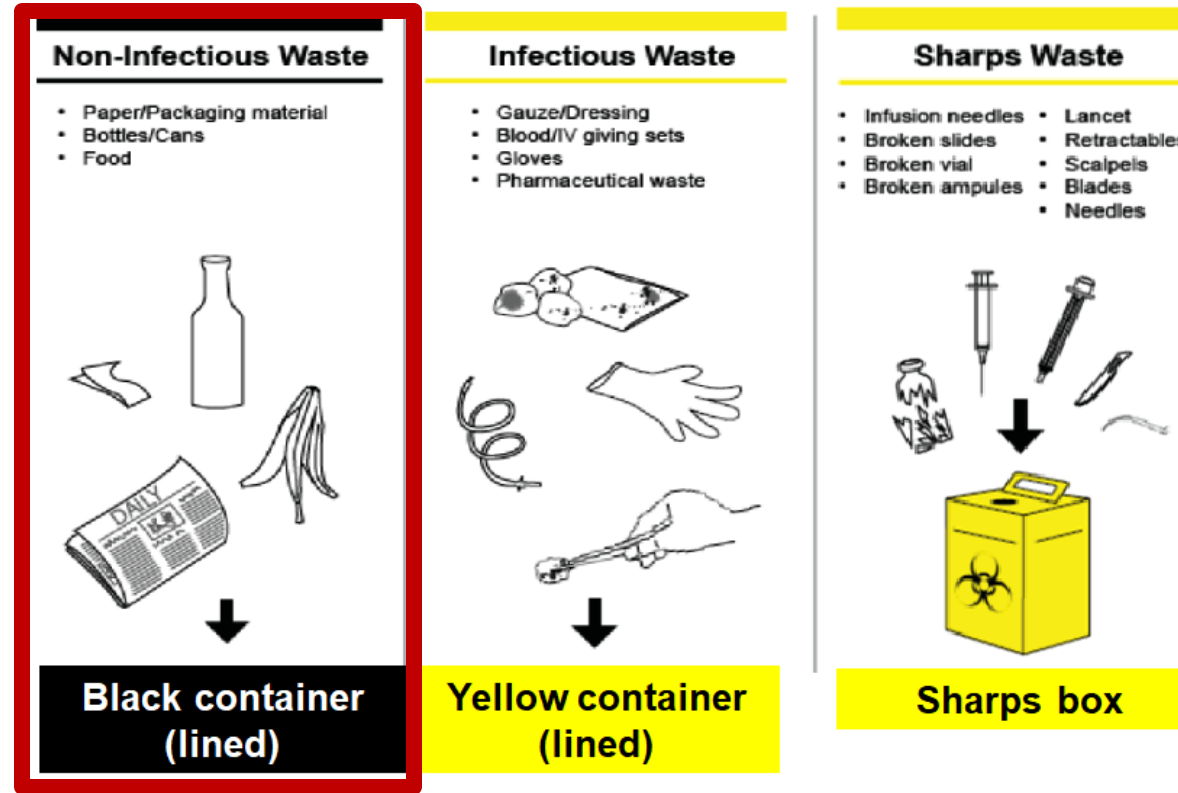 Non-Infectious Waste
• Paper/Packaging material
• Bottles/Cans
• Food
DAILY
Black container
(lined)
Infectious Waste
• Gauze/Dressing
• Blood/IV giving sets
• Gloves
• Pharmaceutical waste
Yellow container
(lined)
Sharps Waste
• Infusion needles
• Broken slides
• Broken vial
• Broken ampules
• Lancet
• Retractables
• Scalpels
• Blades
• Needles
Sharps box